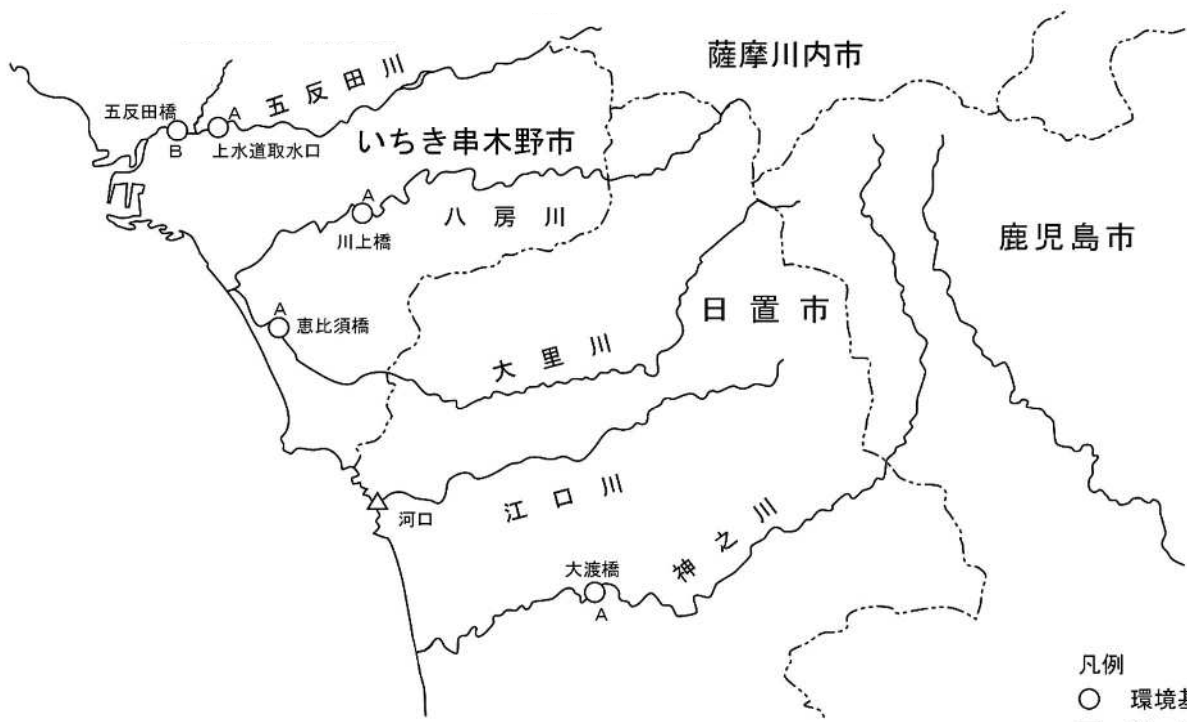 薩摩川内市
五反田川
五反田橋
A
B
上水道取水口
いちき串木野市
A
川上橋
八房川
鹿児島市
A
恵比須橋
日置市
大里川
江口川
河口
神之川
大渡橋
A
凡例
○ 環境基